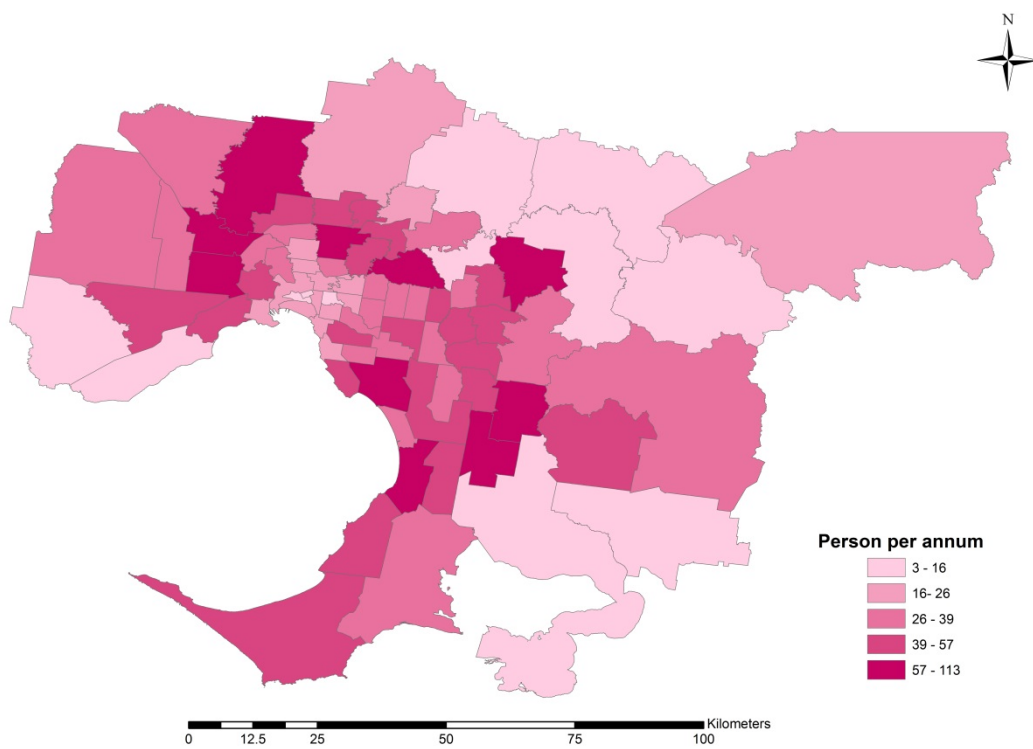 N
Person per annum
3 - 16
16- 26
26 - 39
39 - 57
57 - 113
Kilometers
0 12.5 25 50 75 100